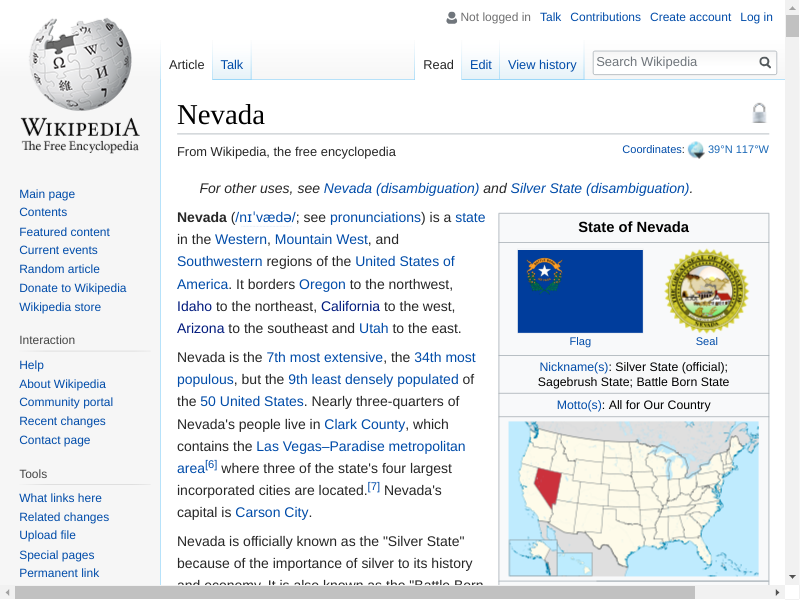 Not logged in Talk Contributions Create account Log in
Article Talk Read Edit View history Search Wikipedia
WIKIPEDIA
The Free Encyclopedia
Main page
Contents
Featured content
Current events
Random article
Donate to Wikipedia
Wikipedia store
Interaction
Help
About Wikipedia
Community portal
Recent changes
Contact page
Tools
What links here
Related changes
Upload file
Special pages
Permanent link
Nevada
From Wikipedia, the free encyclopedia
Coordinates: 39°N 117°W
For other uses, see Nevada (disambiguation) and Silver State (disambiguation).
Nevada (/nɪˈvædə/; see pronunciations) is a state
in the Western, Mountain West, and
Southwestern regions of the United States of
America. It borders Oregon to the northwest,
Idaho to the northeast, California to the west,
Arizona to the southeast and Utah to the east.
Nevada is the 7th most extensive, the 34th most
populous, but the 9th least densely populated of
the 50 United States. Nearly three-quarters of
Nevada's people live in Clark County, which
contains the Las Vegas–Paradise metropolitan
area[6] where three of the state's four largest
incorporated cities are located.[7] Nevada's
capital is Carson City.
Nevada is officially known as the "Silver State"
because of the importance of silver to its history
and economy. It is also known as the "Battle Born
State of Nevada
Flag Seal
Nickname(s): Silver State (official);
Sagebrush State; Battle Born State
Motto(s): All for Our Country